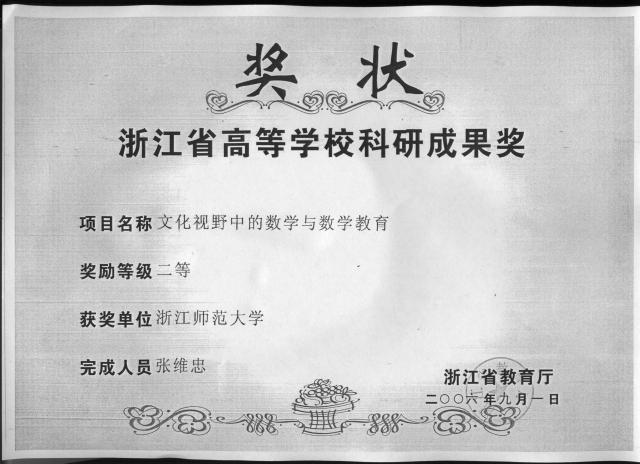 奖 状
浙江省高等学校科研成果奖
项目名称 文化视野中的数学与数学教育
奖励等级 二等
获奖单位 浙江师范大学
完成人员 张维忠
浙江省教育厅
二〇〇六年九月一日